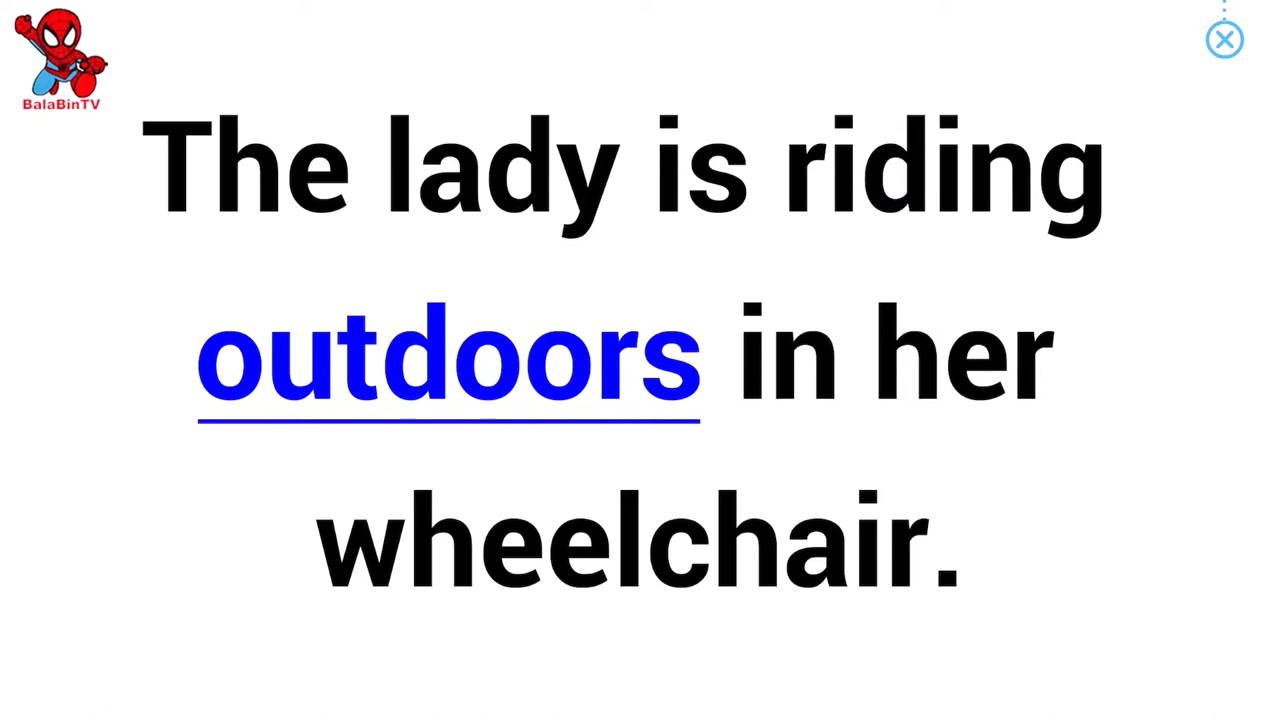 BalaBinTV
The lady is riding
outdoors in her
wheelchair.